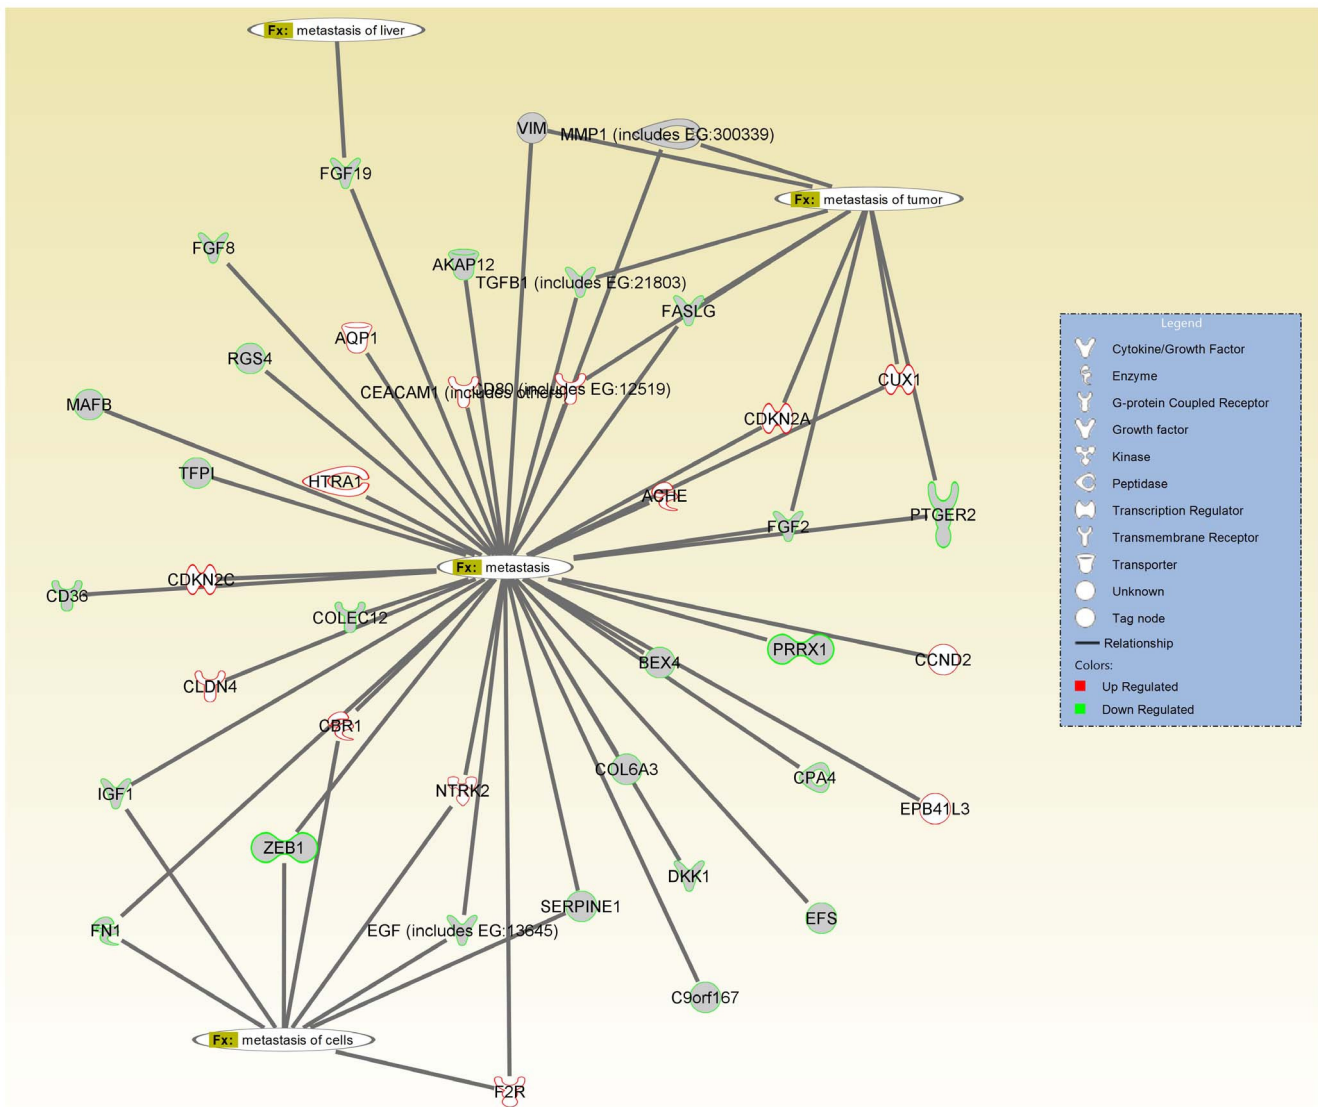 Fx: metastasis of liver
VIM
MMP1 (includes EG:300339)
FGF19
Fx: metastasis of tumor
FGF8
AKAP12
TGFB1 (includes EG:21803)
FASLG
AQP1
RGS4
CEACAM1 (includes others)
CD80 (includes EG:12519)
CUX1
MAFB
CDKN2A
TFPI
HTRA1
ACHE
FGF2
PTGER2
Fx: metastasis
CDKN2C
CD36
COLEC12
BEX4
PRRX1
CCND2
CLDN4
CBR1
COL6A3
CPA4
IGF1
NTRK2
EPB41L3
ZEB1
DKK1
SERPINE1
EFS
FN1
EGF (includes EG:13645)
C9orf167
Fx: metastasis of cells
F2R
Legend
Cytokine/Growth Factor
Enzyme
G-protein Coupled Receptor
Growth factor
Kinase
Peptidase
Transcription Regulator
Transmembrane Receptor
Transporter
Unknown
Tag node
Relationship
Colors:
Up Regulated
Down Regulated